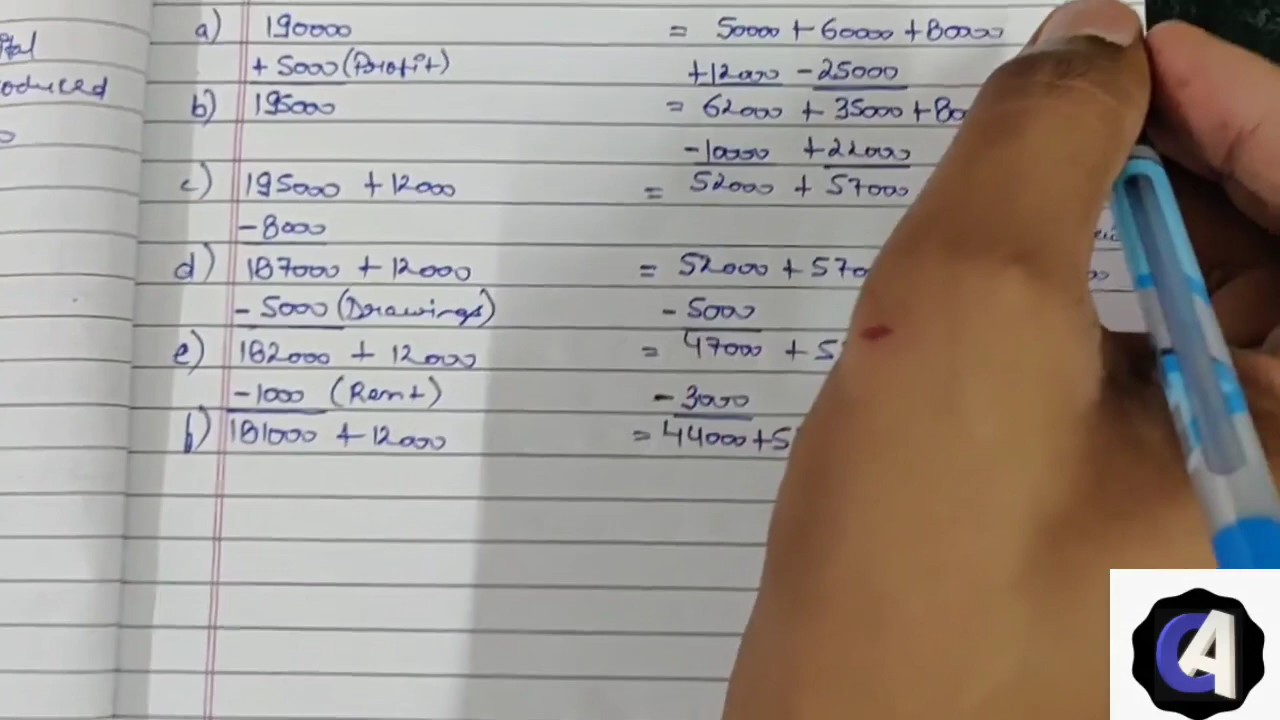 a) 190000 = 50000 + 60000 + 80000
+ 5000 (Profit) +12000 - 25000
b) 195000 = 62000 + 35000 +
-10000 +22000
c) 195000 + 12000 = 52000 + 57000
- 8000
d) 187000 + 12000 = 52000 +
- 5000 (Drawings) - 5000
e) 182000 + 12000 = 47000 +
-1000 (Rent) - 3000
f) 181000 + 12000 = 44000 +
CA